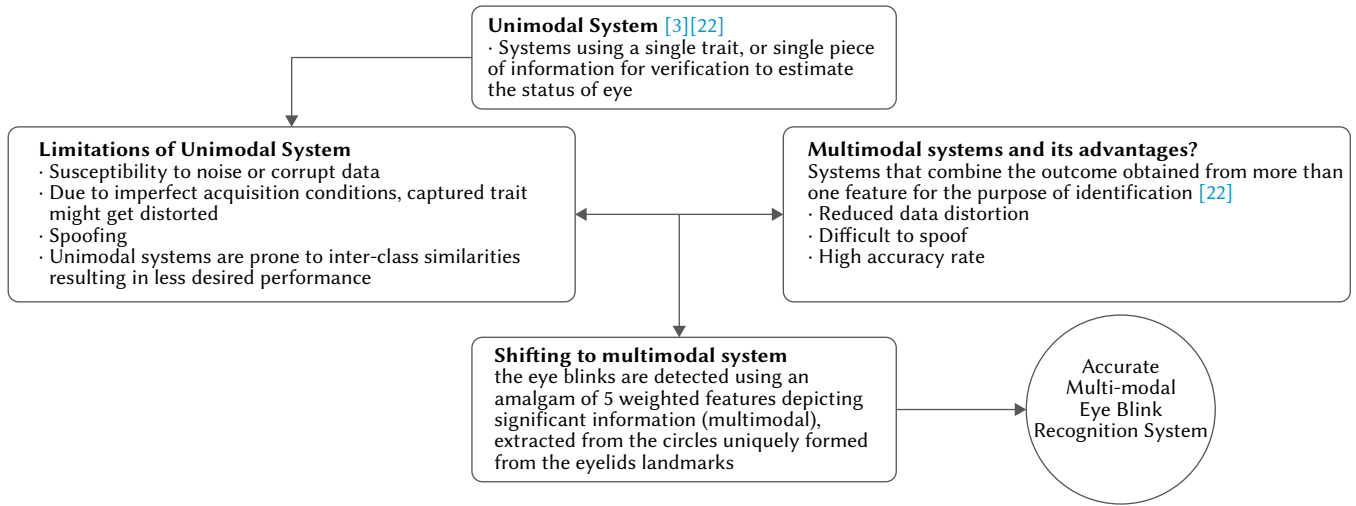 Unimodal System [3][22]
· Systems using a single trait, or single piece
of information for verification to estimate
the status of eye
Limitations of Unimodal System
· Susceptibility to noise or corrupt data
· Due to imperfect acquisition conditions, captured trait
might get distorted
· Spoofing
· Unimodal systems are prone to inter-class similarities
resulting in less desired performance
Multimodal systems and its advantages?
Systems that combine the outcome obtained from more than
one feature for the purpose of identification [22]
· Reduced data distortion
· Difficult to spoof
· High accuracy rate
Shifting to multimodal system
the eye blinks are detected using an
amalgam of 5 weighted features depicting
significant information (multimodal),
extracted from the circles uniquely formed
from the eyelids landmarks
Accurate
Multi-modal
Eye Blink
Recognition System